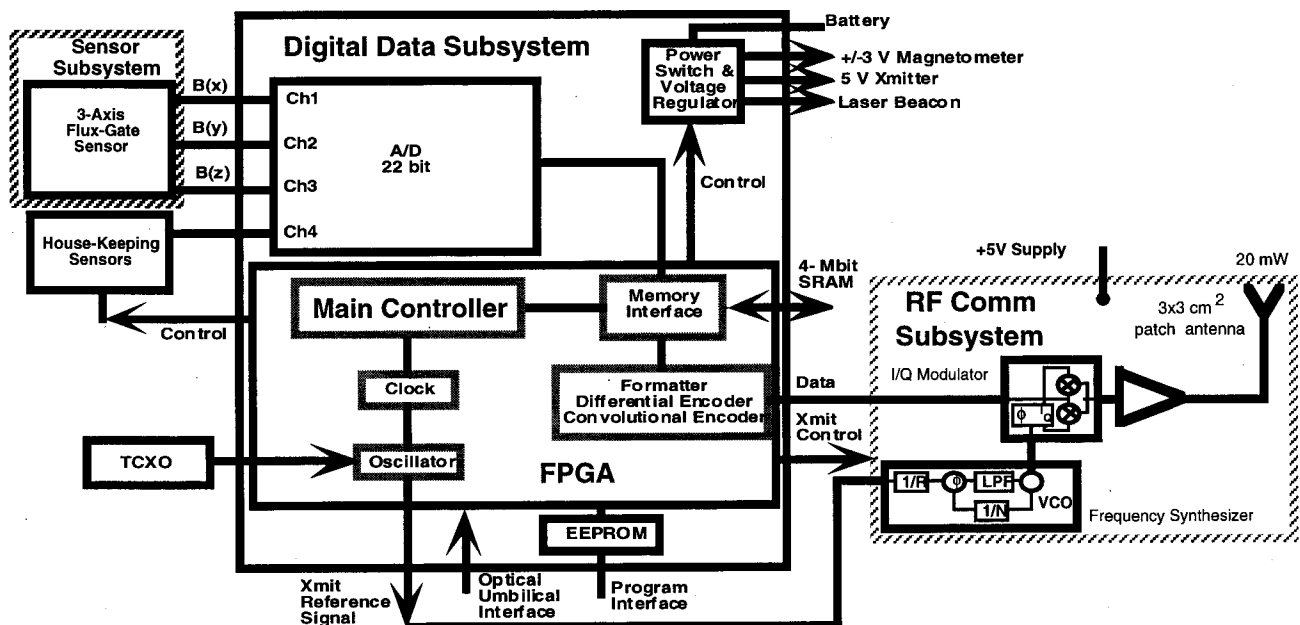 Sensor
Subsystem
3-Axis
Flux-Gate
Sensor
B(x)
B(y)
B(z)
House-Keeping
Sensors
Control
TCXO
Digital Data Subsystem
Ch1
Ch2
Ch3
Ch4
A/D
22 bit
Power
Switch &
Voltage
Regulator
Battery
+/-3 V Magnetometer
5 V Xmitter
Laser Beacon
Control
Main Controller
Memory
Interface
4- Mbit
SRAM
Clock
Formatter
Differential Encoder
Convolutional Encoder
Oscillator
FPGA
EEPROM
Xmit
Reference
Signal
Optical
Umbilical
Interface
Program
Interface
Data
Xmit
Control
+5V Supply
20 mW
RF Comm
Subsystem
3x3 cm2
patch antenna
I/Q Modulator
Φ
1/R
Φ
LPF
1/N
VCO
Frequency Synthesizer